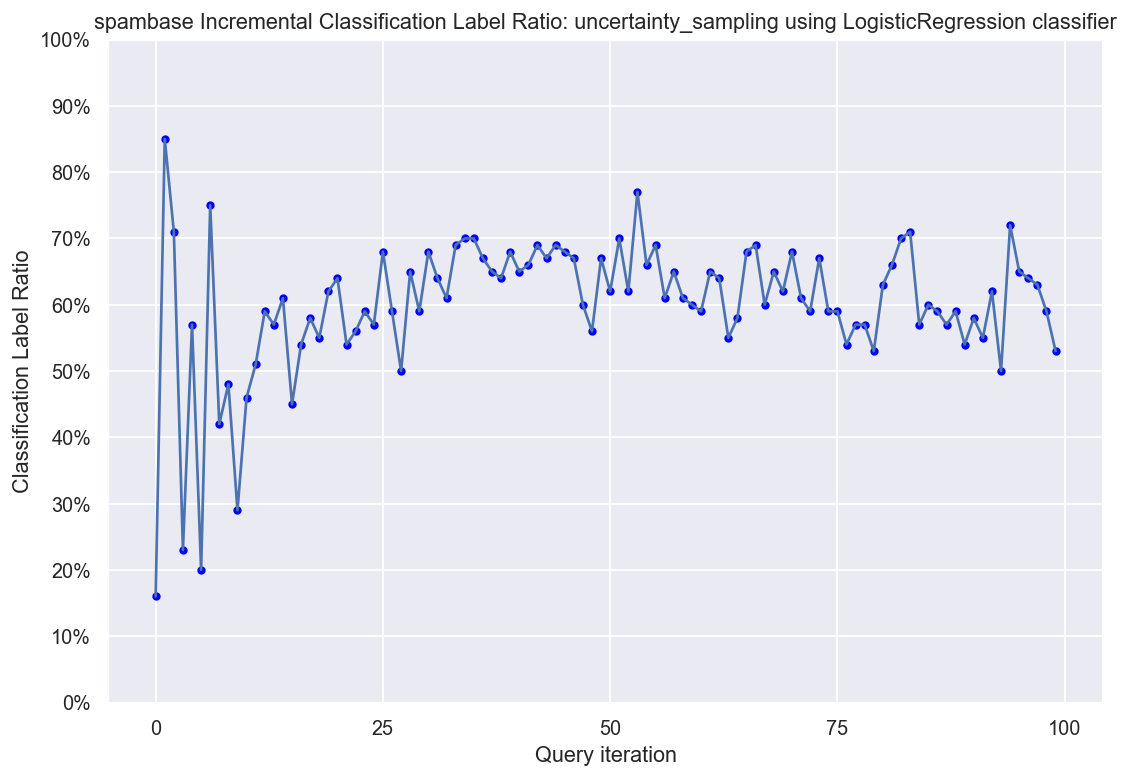 spambase Incremental Classification Label Ratio: uncertainty_sampling using LogisticRegression classifier
100%
90%
80%
70%
60%
50%
40%
30%
20%
10%
0%
Classification Label Ratio
0 25 50 75 100
Query iteration